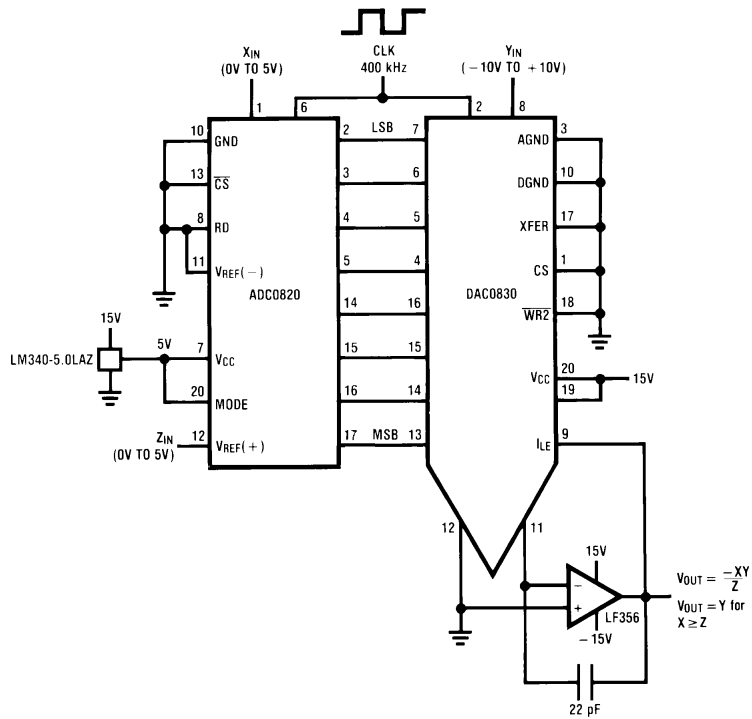 CLK
400 kHz
XIN
(0V TO 5V)
YIN
(−10V TO +10V)
1
6
2
8
10
GND
13
C̅S̅
8
RD
11
VREF(−)
ADC0820
15V
LM340-5.0LAZ
5V
7
VCC
20
MODE
ZIN
(0V TO 5V)
12
VREF(+)
2
LSB
7
3
6
4
5
5
4
14
16
15
15
16
14
17
MSB
13
DAC0830
AGND
3
DGND
10
XFER
17
CS
1
W̅R̅2̅
18
VCC
20
19
15V
ILE
9
12
11
15V
−
+
LF356
−15V
22 pF
VOUT = −XY
Z
VOUT = Y for
X ≥ Z